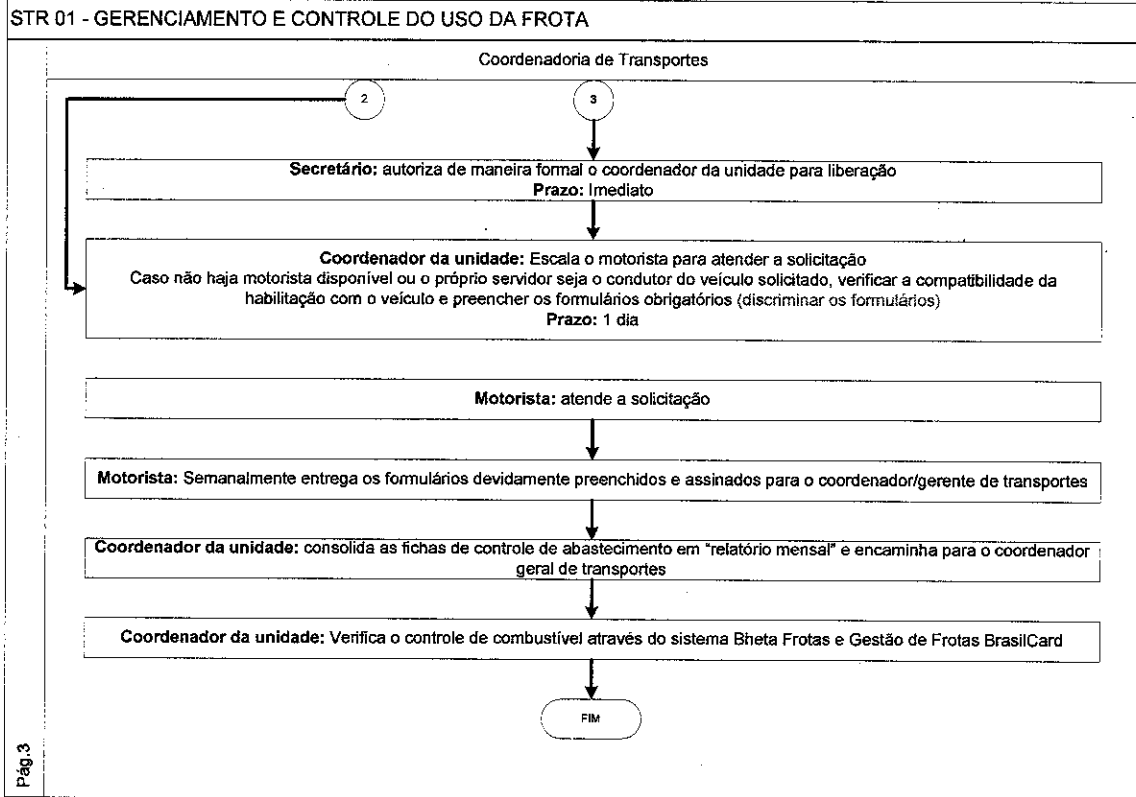 STR 01 - GERENCIAMENTO E CONTROLE DO USO DA FROTA
Coordenadoria de Transportes
2
3
Secretário: autoriza de maneira formal o coordenador da unidade para liberação
Prazo: Imediato
Coordenador da unidade: Escala o motorista para atender a solicitação
Caso não haja motorista disponível ou o próprio servidor seja o condutor do veículo solicitado, verificar a compatibilidade da
habilitação com o veículo e preencher os formulários obrigatórios (discriminar os formulários)
Prazo: 1 dia
Motorista: atende a solicitação
Motorista: Semanalmente entrega os formulários devidamente preenchidos e assinados para o coordenador/gerente de transportes
Coordenador da unidade: consolida as fichas de controle de abastecimento em "relatório mensal" e encaminha para o coordenador
geral de transportes
Coordenador da unidade: Verifica o controle de combustível através do sistema Bheta Frotas e Gestão de Frotas BrasilCard
FIM
Pág.3